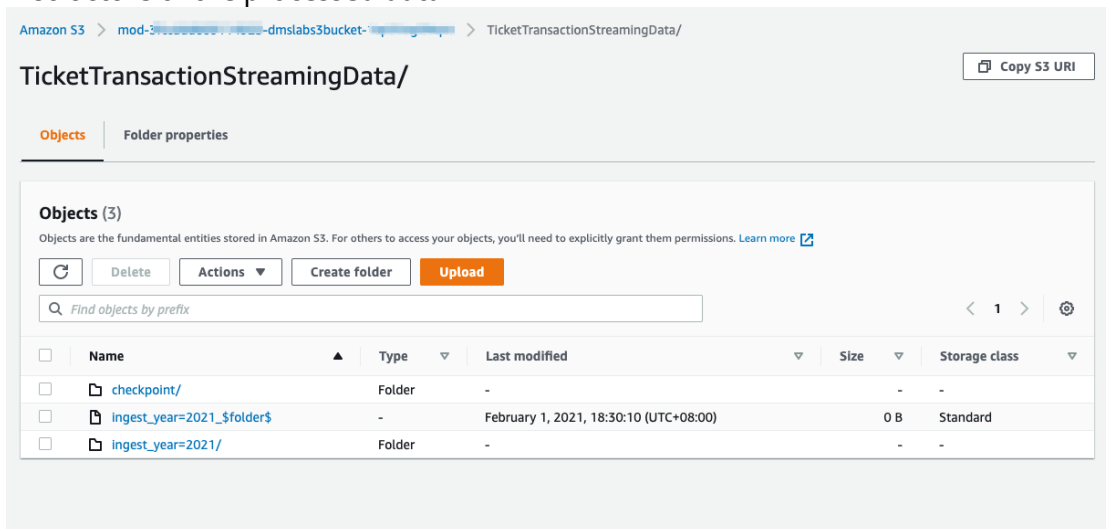 Amazon S3 > mod-3 -dmslabs3bucket- > TicketTransactionStreamingData/
TicketTransactionStreamingData/
Copy S3 URI
Objects
Folder properties
Objects (3)
Objects are the fundamental entities stored in Amazon S3. For others to access your objects, you'll need to explicitly grant them permissions. Learn more
Delete Actions Create folder Upload
Find objects by prefix
1
Name Type Last modified Size Storage class
checkpoint/ Folder - - -
ingest_year=2021_$folder$ - February 1, 2021, 18:30:10 (UTC+08:00) 0 B Standard
ingest_year=2021/ Folder - - -